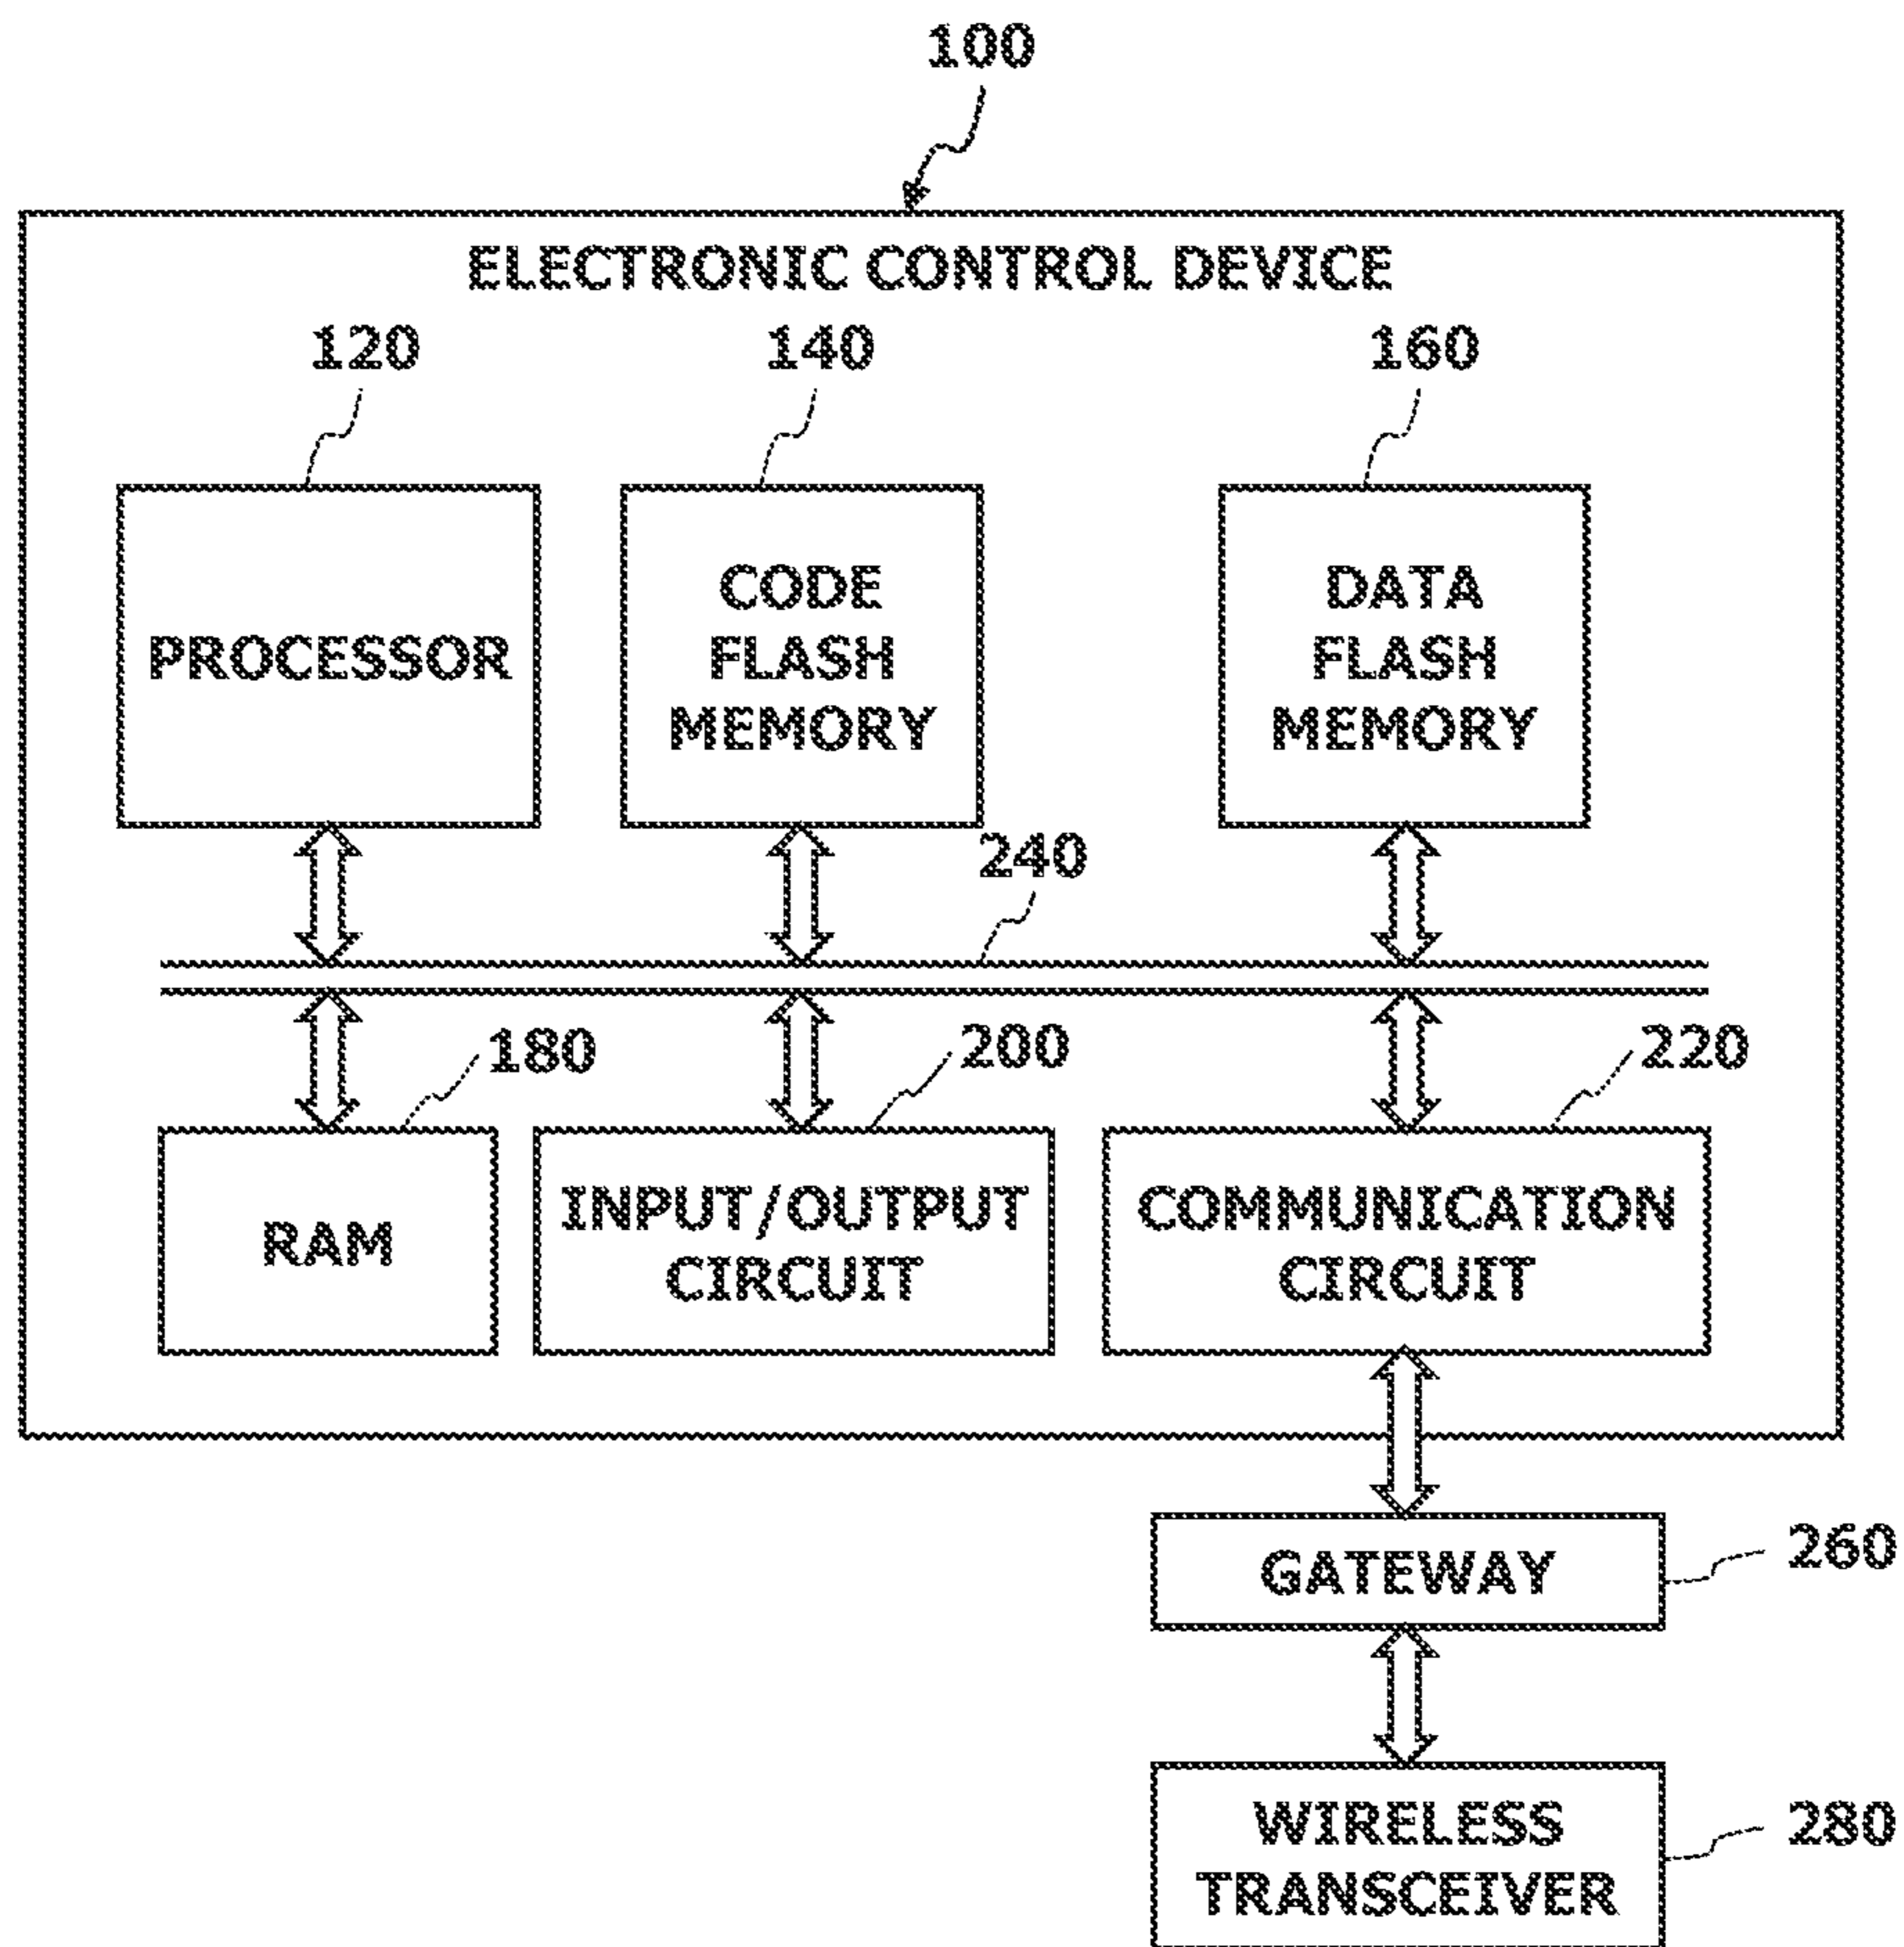 100
ELECTRONIC CONTROL DEVICE
120
140
160
PROCESSOR
CODE
FLASH
MEMORY
DATA
FLASH
MEMORY
240
180
200
220
RAM
INPUT/OUTPUT
CIRCUIT
COMMUNICATION
CIRCUIT
GATEWAY
260
WIRELESS
TRANSCEIVER
280